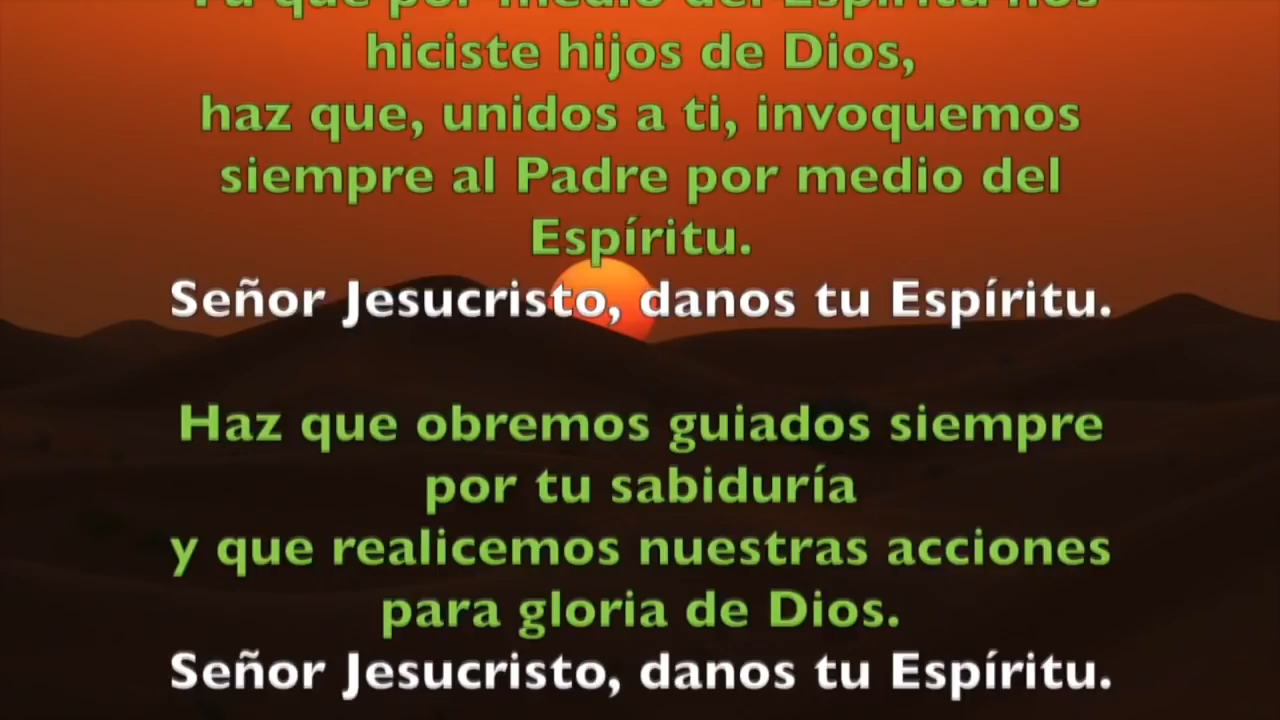 que por medio del Espíritu nos
hiciste hijos de Dios,
haz que, unidos a ti, invoquemos
siempre al Padre por medio del
Espíritu.
Señor Jesucristo, danos tu Espíritu.
Haz que obremos guiados siempre
por tu sabiduría
y que realicemos nuestras acciones
para gloria de Dios.
Señor Jesucristo, danos tu Espíritu.